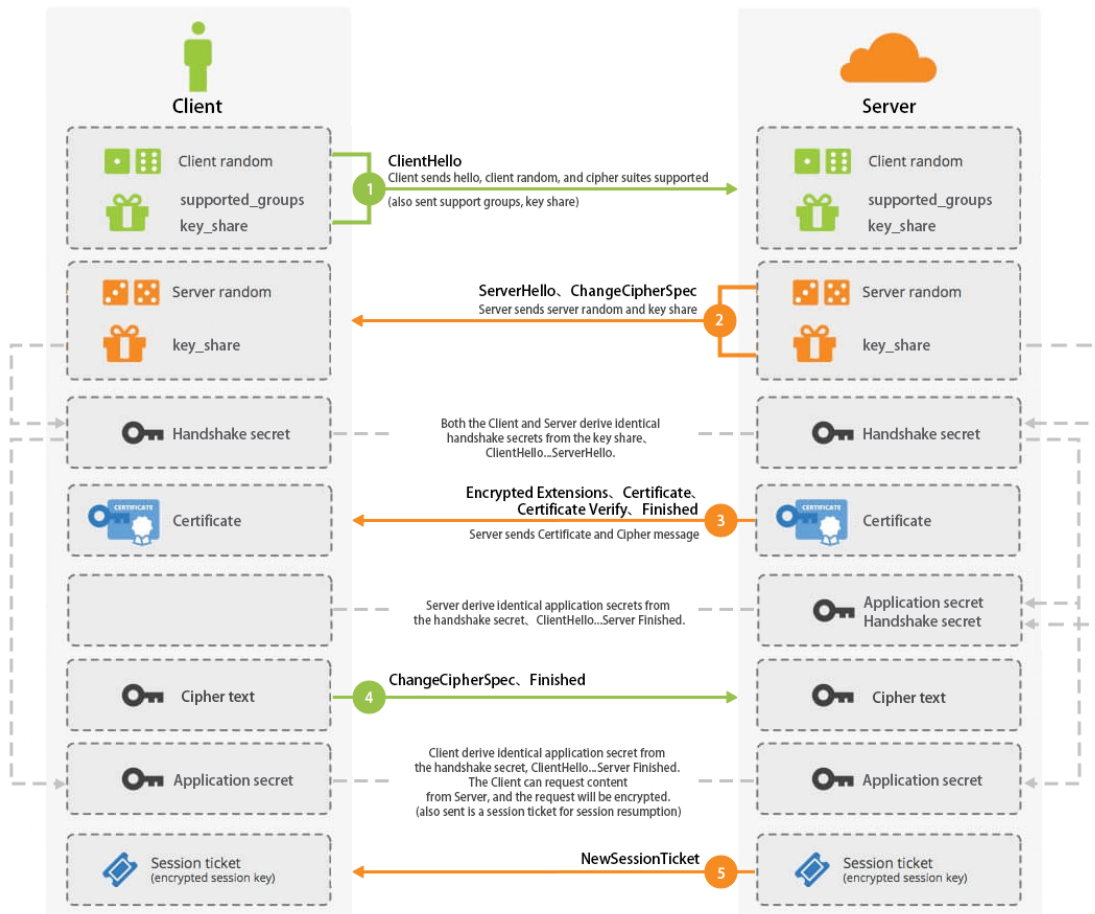 Client
Server
Client random
supported_groups
key_share
1
ClientHello
Client sends hello, client random, and cipher suites supported
(also sent support groups, key share)
Client random
supported_groups
key_share
Server random
key_share
ServerHello、ChangeCipherSpec
Server sends server random and key share
2
Server random
key_share
Handshake secret
Both the Client and Server derive identical
handshake secrets from the key share、
ClientHello...ServerHello.
Handshake secret
CERTIFICATE
Certificate
Encrypted Extensions、Certificate、
Certificate Verify、Finished
Server sends Certificate and Cipher message
3
CERTIFICATE
Certificate
Server derive identical application secrets from
the handshake secret、ClientHello...Server Finished.
Application secret
Handshake secret
Cipher text
4
ChangeCipherSpec、Finished
Cipher text
Application secret
Client derive identical application secret from
the handshake secret, ClientHello...Server Finished.
The Client can request content
from Server, and the request will be encrypted.
(also sent is a session ticket for session resumption)
Application secret
Session ticket
(encrypted session key)
NewSessionTicket
5
Session ticket
(encrypted session key)